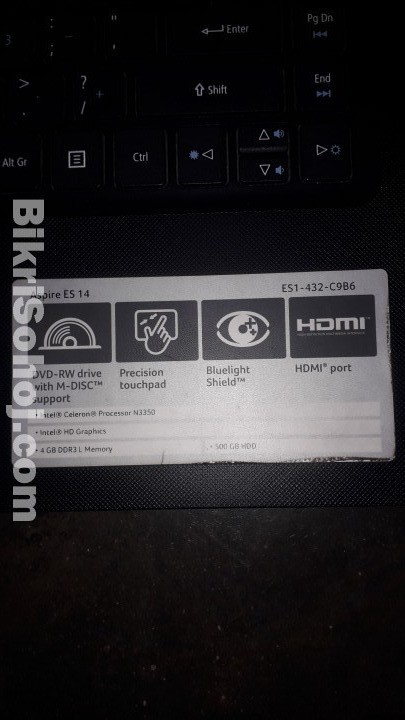 3
:
;
"
'
Enter
Pg Dn
>
.
?
/
Shift
End
Alt Gr
Ctrl
Aspire ES 14
ES1-432-C9B6
HDMI
DVD-RW drive
with M-DISC™
support
Precision
touchpad
Bluelight
Shield™
HDMI® port
• Intel® Celeron® Processor N3350
• Intel® HD Graphics
• 4 GB DDR3 L Memory
• 500 GB HDD
BikriSohoj.com